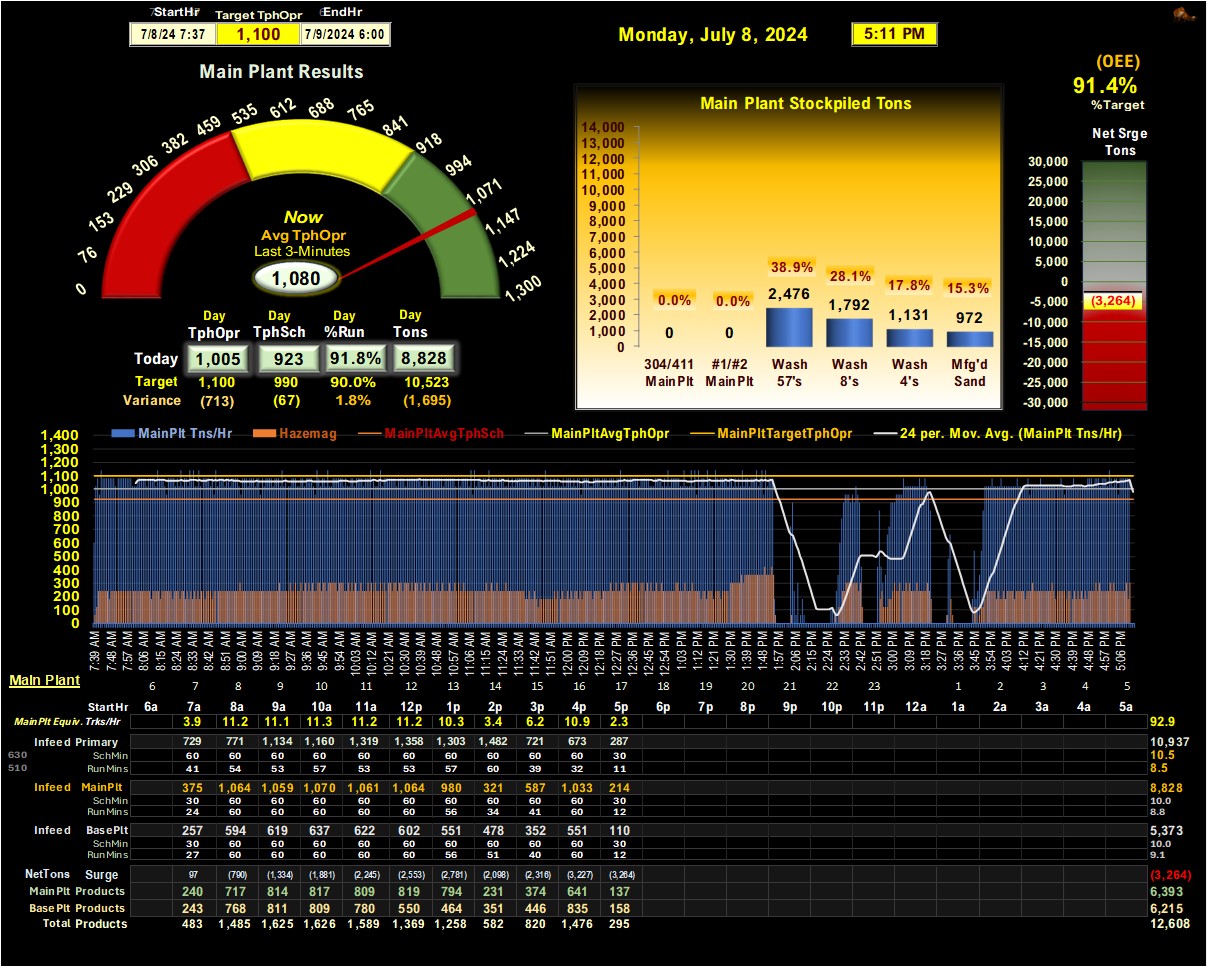 StartHr Target TphOpr EndHr
7/8/24 7:37 1,100 7/9/2024 6:00
Monday, July 8, 2024 5:11 PM
(OEE)
91.4%
%Target
Main Plant Results
0 76 153 229 306 382 459 535 612 688 765 841 918 994 1,071 1,147 1,224 1,300
Now
Avg TphOpr
Last 3-Minutes
1,080
Day Day Day Day
TphOpr TphSch %Run Tons
Today 1,005 923 91.8% 8,828
Target 1,100 990 90.0% 10,523
Variance (713) (67) 1.8% (1,695)
Main Plant Stockpiled Tons
14,000
13,000
12,000
11,000
10,000
9,000
8,000
7,000
6,000
5,000
4,000
3,000
2,000
1,000
0
0.0% 0.0% 38.9% 28.1% 17.8% 15.3%
0 0 2,476 1,792 1,131 972
304/411 #1/#2 Wash Wash Wash Mfg'd
MainPlt MainPlt 57's 8's 4's Sand
Net Srge
Tons
30,000
25,000
20,000
15,000
10,000
5,000
0
-5,000
-10,000
-15,000
-20,000
-25,000
-30,000
(3,264)
MainPlt Tns/Hr Hazemag MainPltAvgTphSch MainPltAvgTphOpr MainPltTargetTphOpr 24 per. Mov. Avg. (MainPlt Tns/Hr)
1,400
1,300
1,200
1,100
1,000
900
800
700
600
500
400
300
200
100
0
7:39 AM 7:48 AM 7:57 AM 8:06 AM 8:15 AM 8:24 AM 8:33 AM 8:42 AM 8:51 AM 9:00 AM 9:09 AM 9:18 AM 9:27 AM 9:36 AM 9:45 AM 9:54 AM 10:03 AM 10:12 AM 10:21 AM 10:30 AM 10:39 AM 10:48 AM 10:57 AM 11:06 AM 11:15 AM 11:24 AM 11:33 AM 11:42 AM 11:51 AM 12:00 PM 12:09 PM 12:18 PM 12:27 PM 12:36 PM 12:45 PM 12:54 PM 1:03 PM 1:12 PM 1:21 PM 1:30 PM 1:39 PM 1:48 PM 1:57 PM 2:06 PM 2:15 PM 2:24 PM 2:33 PM 2:42 PM 2:51 PM 3:00 PM 3:09 PM 3:18 PM 3:27 PM 3:36 PM 3:45 PM 3:54 PM 4:03 PM 4:12 PM 4:21 PM 4:30 PM 4:39 PM 4:48 PM 4:57 PM 5:06 PM
Main Plant
6 7 8 9 10 11 12 13 14 15 16 17 18 19 20 21 22 23 1 2 3 4 5
StartHr 6a 7a 8a 9a 10a 11a 12p 1p 2p 3p 4p 5p 6p 7p 8p 9p 10p 11p 12a 1a 2a 3a 4a 5a
MainPlt Equiv. Trks/Hr 3.9 11.2 11.1 11.3 11.2 11.2 10.3 3.4 6.2 10.9 2.3 92.9
Infeed Primary 729 771 1,134 1,160 1,319 1,358 1,303 1,482 721 673 287 10,937
630 SchMin 60 60 60 60 60 60 60 60 60 60 30 10.5
510 RunMins 41 54 53 57 53 53 57 60 39 32 11 8.5
Infeed MainPlt 375 1,064 1,059 1,070 1,061 1,064 980 321 587 1,033 214 8,828
SchMin 30 60 60 60 60 60 60 60 60 60 30 10.0
RunMins 24 60 60 60 60 60 56 34 41 60 12 8.8
Infeed BasePlt 257 594 619 637 622 602 551 478 352 551 110 5,373
SchMin 30 60 60 60 60 60 60 60 60 60 30 10.0
RunMins 27 60 60 60 60 60 56 51 40 60 12 9.1
NetTons Surge 97 (790) (1,334) (1,881) (2,245) (2,553) (2,781) (2,098) (2,316) (3,227) (3,264) (3,264)
MainPlt Products 240 717 814 817 809 819 794 231 374 641 137 6,393
BasePlt Products 243 768 811 809 780 550 464 351 446 835 158 6,215
Total Products 483 1,485 1,625 1,626 1,589 1,369 1,258 582 820 1,476 295 12,608